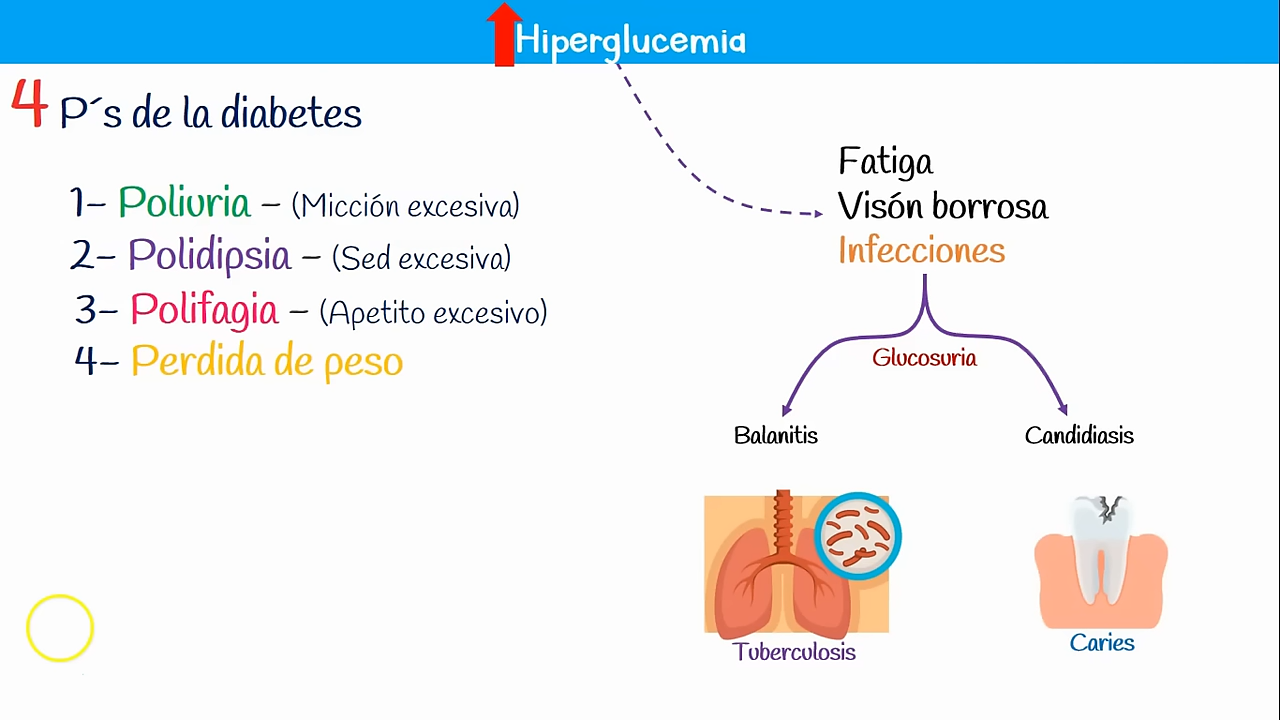 Hiperglucemia
4 P´s de la diabetes
1- Poliuria - (Micción excesiva)
2- Polidipsia - (Sed excesiva)
3- Polifagia - (Apetito excesivo)
4- Perdida de peso
Fatiga
Visón borrosa
Infecciones
Glucosuria
Balanitis
Candidiasis
Tuberculosis
Caries